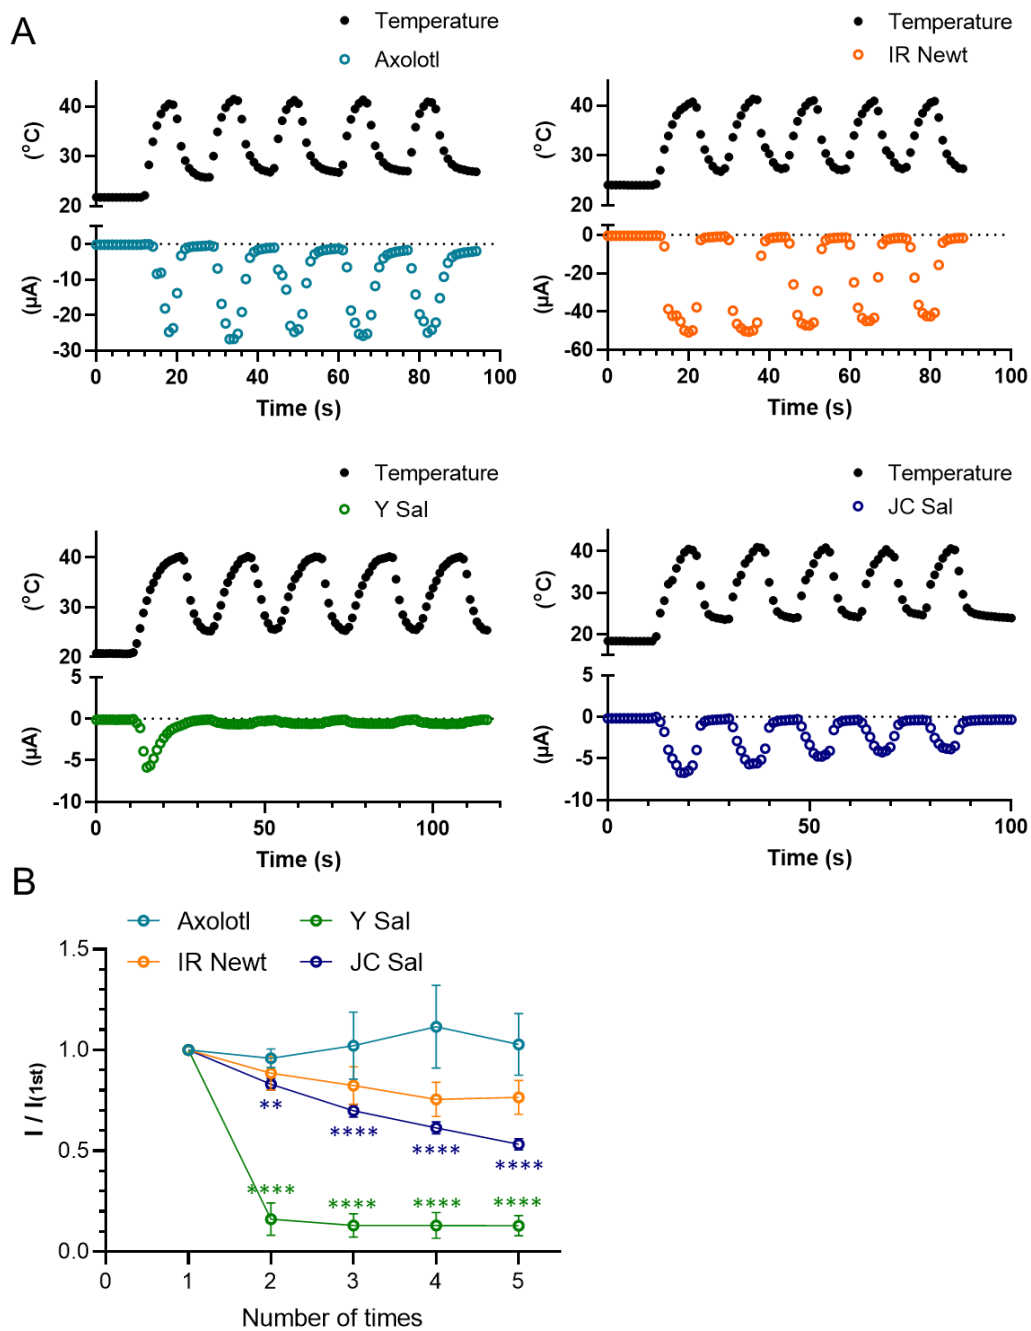 A
Temperature
Axolotl
Temperature
IR Newt
40
30
20
(°C)
0
-10
-20
-30
(µA)
0 20 40 60 80 100
Time (s)
40
30
20
(°C)
0
-20
-40
-60
(µA)
0 20 40 60 80 100
Time (s)
Temperature
Y Sal
Temperature
JC Sal
40
30
20
(°C)
5
0
-5
-10
(µA)
0 50 100
Time (s)
40
30
20
(°C)
5
0
-5
-10
(µA)
0 50 100
Time (s)
B
Axolotl Y Sal
IR Newt JC Sal
1.5
1.0
0.5
0.0
I / I(1st)
**
****
****
****
****
****
****
****
0 1 2 3 4 5
Number of times